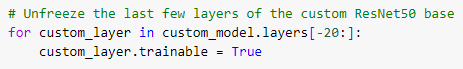 # Unfreeze the last few layers of the custom ResNet50 base
for custom_layer in custom_model.layers[-20:]:
    custom_layer.trainable = True